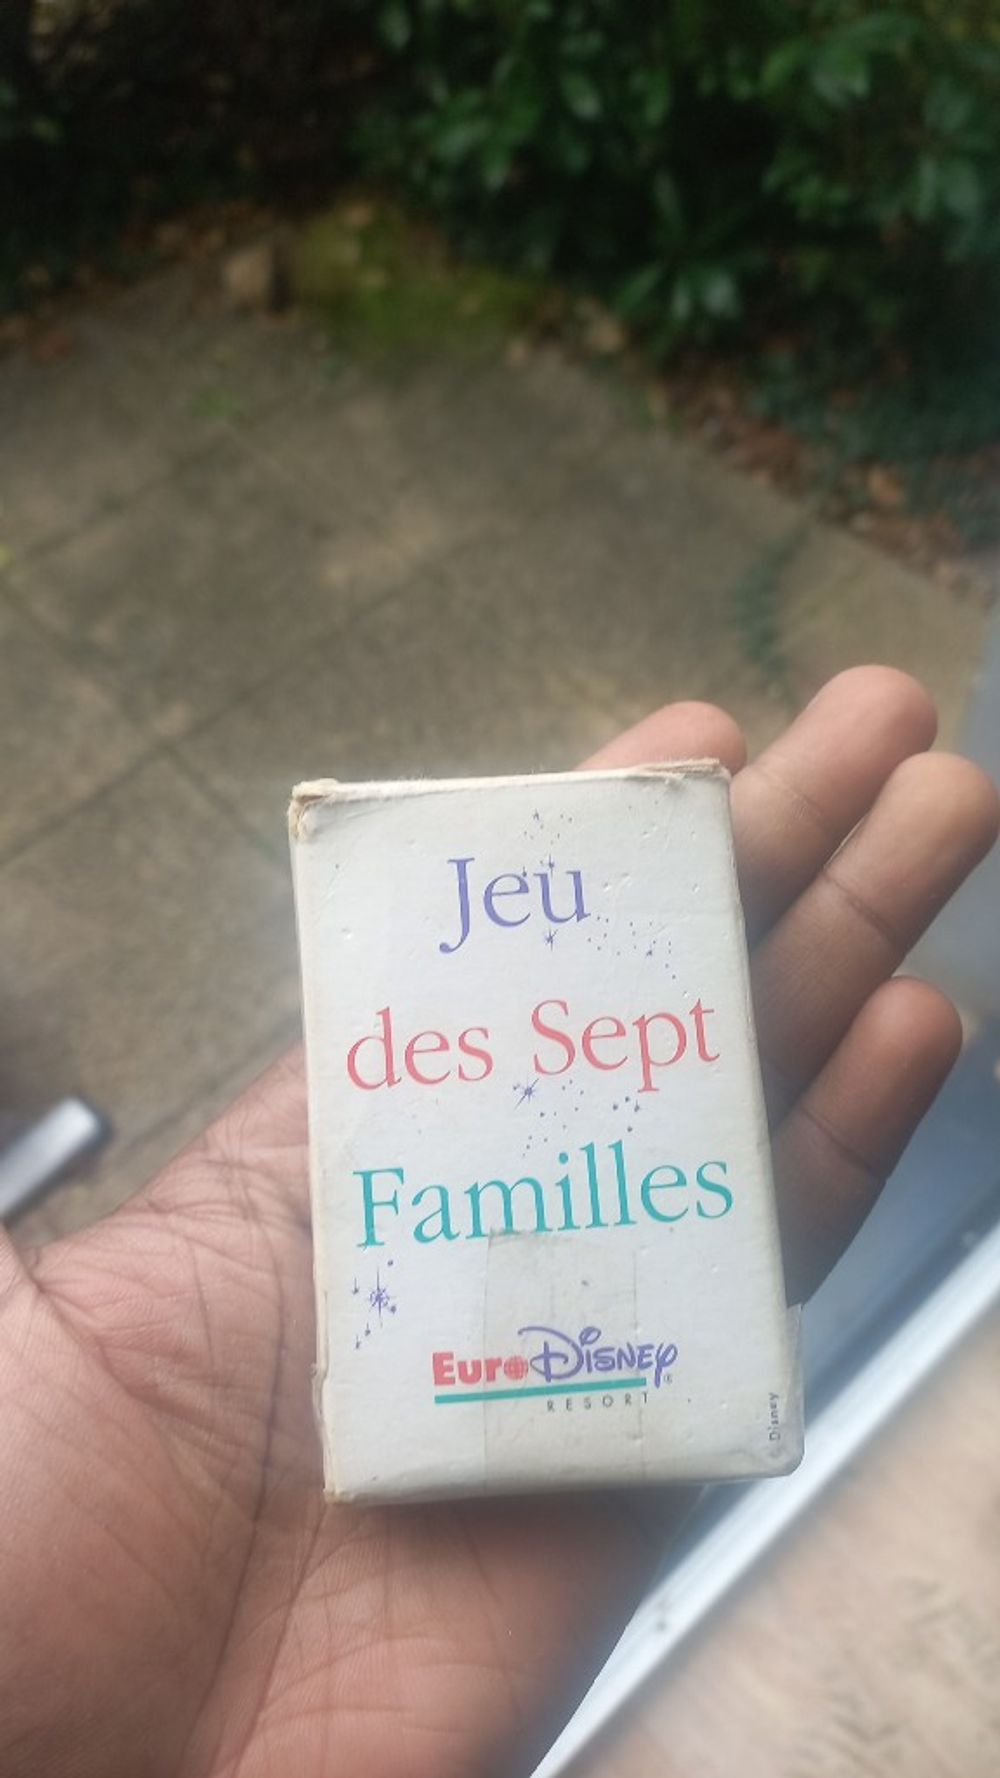 Jeu
des Sept
Familles
EuroDisney®
RESORT
© Disney